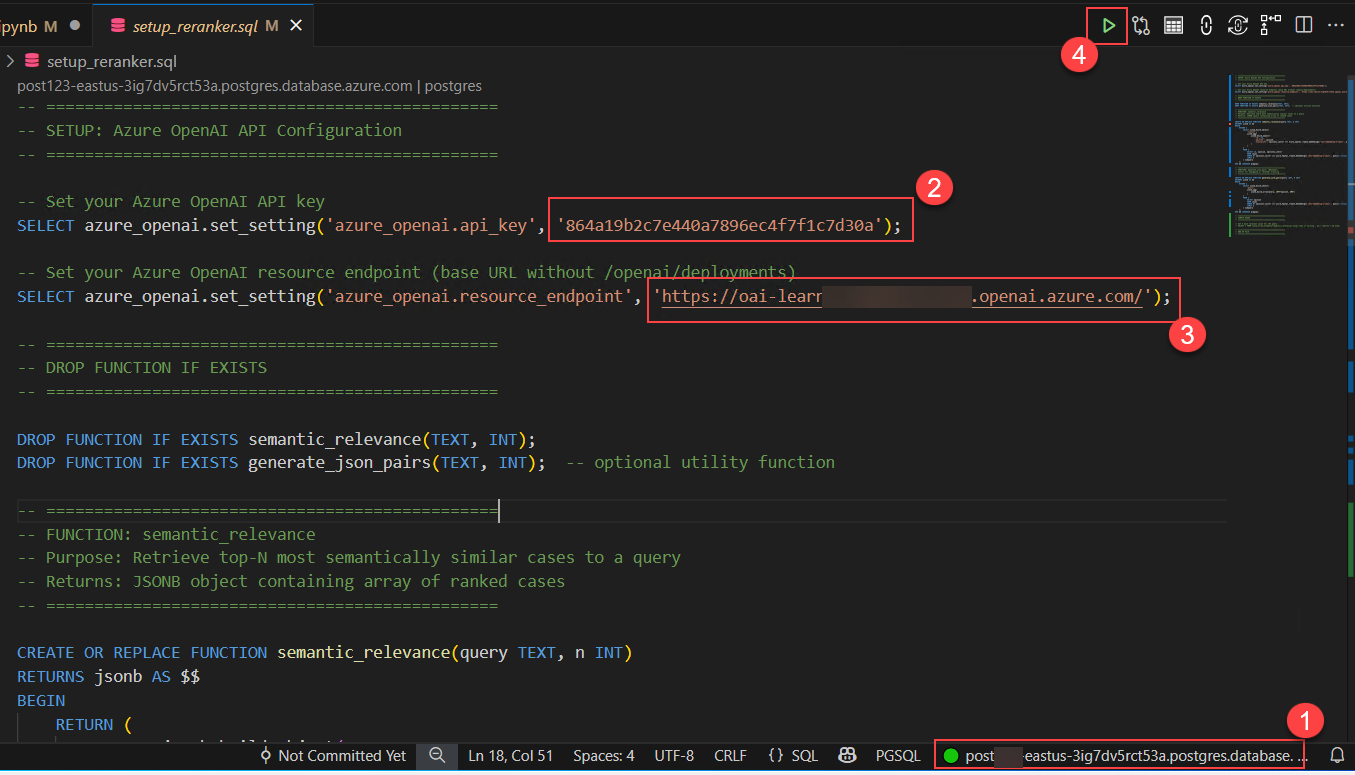 ipynb M
setup_reranker.sql M
4
setup_reranker.sql
post123-eastus-3ig7dv5rct53a.postgres.database.azure.com | postgres
-- ===============================================
-- SETUP: Azure OpenAI API Configuration
-- ===============================================
2
-- Set your Azure OpenAI API key
SELECT azure_openai.set_setting('azure_openai.api_key', '864a19b2c7e440a7896ec4f7f1c7d30a');
-- Set your Azure OpenAI resource endpoint (base URL without /openai/deployments)
SELECT azure_openai.set_setting('azure_openai.resource_endpoint', 'https://oai-learn .openai.azure.com/');
3
-- ===============================================
-- DROP FUNCTION IF EXISTS
-- ===============================================
DROP FUNCTION IF EXISTS semantic_relevance(TEXT, INT);
DROP FUNCTION IF EXISTS generate_json_pairs(TEXT, INT); -- optional utility function
-- ===============================================
-- FUNCTION: semantic_relevance
-- Purpose: Retrieve top-N most semantically similar cases to a query
-- Returns: JSONB object containing array of ranked cases
-- ===============================================
CREATE OR REPLACE FUNCTION semantic_relevance(query TEXT, n INT)
RETURNS jsonb AS $$
BEGIN
RETURN (
1
Not Committed Yet Ln 18, Col 51 Spaces: 4 UTF-8 CRLF {} SQL PGSQL post -eastus-3ig7dv5rct53a.postgres.database. ...